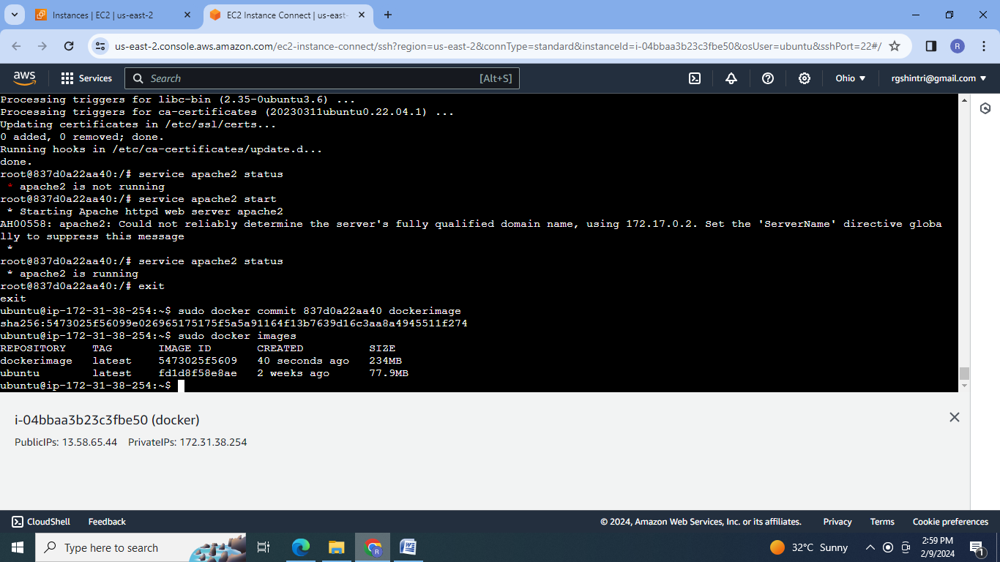 Instances | EC2 | us-east-2
EC2 Instance Connect | us-east-
us-east-2.console.aws.amazon.com/ec2-instance-connect/ssh?region=us-east-2&connType=standard&instanceId=i-04bbaa3b23c3fbe50&osUser=ubuntu&sshPort=22#/
R
aws
Services
Search
[Alt+S]
Ohio
rgshintri@gmail.com
Processing triggers for libc-bin (2.35-0ubuntu3.6) ...
Processing triggers for ca-certificates (20230311ubuntu0.22.04.1) ...
Updating certificates in /etc/ssl/certs...
0 added, 0 removed; done.
Running hooks in /etc/ca-certificates/update.d...
done.
root@837d0a22aa40:/# service apache2 status
 * apache2 is not running
root@837d0a22aa40:/# service apache2 start
 * Starting Apache httpd web server apache2
AH00558: apache2: Could not reliably determine the server's fully qualified domain name, using 172.17.0.2. Set the 'ServerName' directive globa
lly to suppress this message
 *
root@837d0a22aa40:/# service apache2 status
 * apache2 is running
root@837d0a22aa40:/# exit
exit
ubuntu@ip-172-31-38-254:~$ sudo docker commit 837d0a22aa40 dockerimage
sha256:5473025f56099e026965175175f5a5a91164f13b7639d16c3aa8a4945511f274
ubuntu@ip-172-31-38-254:~$ sudo docker images
REPOSITORY    TAG       IMAGE ID       CREATED          SIZE
dockerimage   latest    5473025f5609   40 seconds ago   234MB
ubuntu        latest    fd1d8f58e8ae   2 weeks ago      77.9MB
ubuntu@ip-172-31-38-254:~$
i-04bbaa3b23c3fbe50 (docker)
PublicIPs: 13.58.65.44 PrivateIPs: 172.31.38.254
CloudShell
Feedback
© 2024, Amazon Web Services, Inc. or its affiliates.
Privacy
Terms
Cookie preferences
Type here to search
R
W
32°C Sunny
2:59 PM
2/9/2024
1